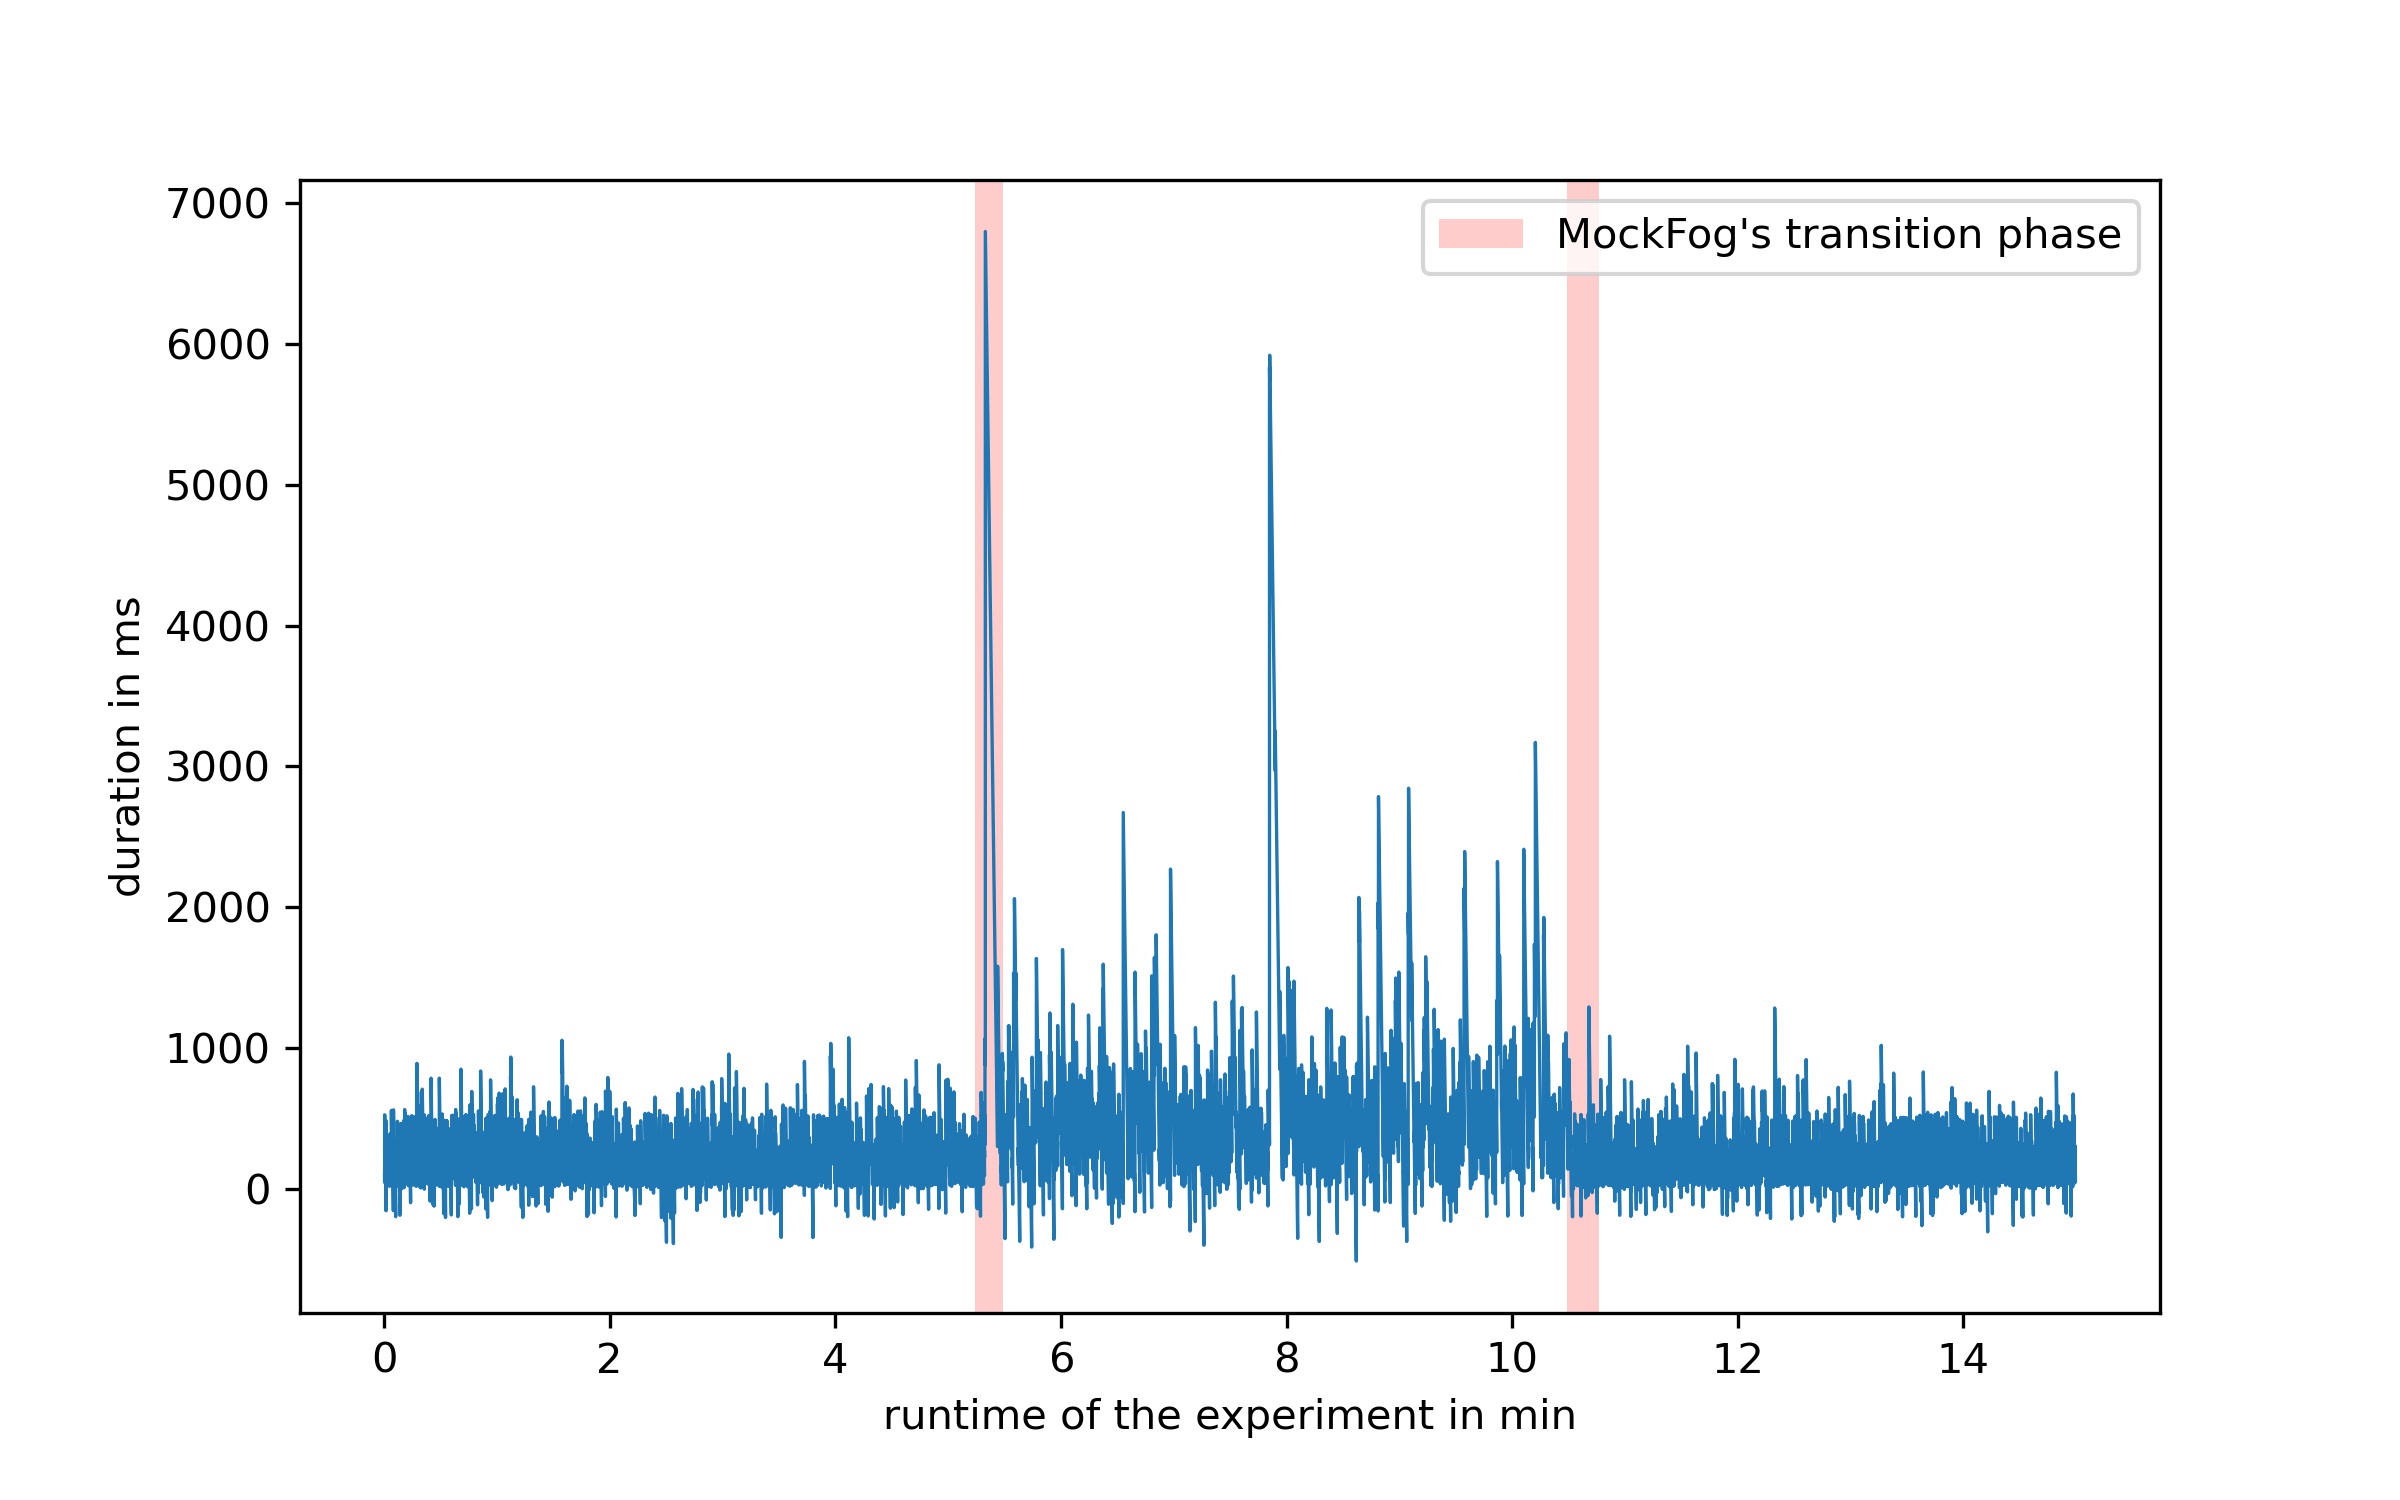 MockFog's transition phase
7000
6000
5000
4000
3000
2000
1000
0
duration in ms
0 2 4 6 8 10 12 14
runtime of the experiment in min